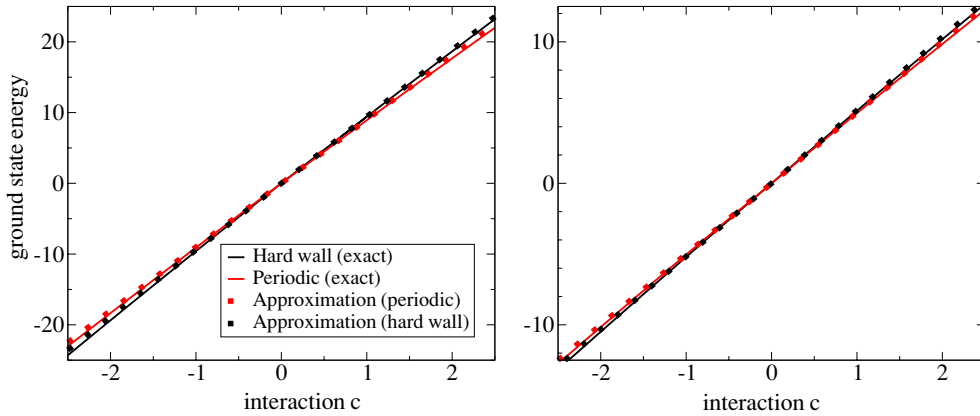 ground state energy
20
10
0
-10
-20
-2
-1
0
1
2
interaction c
Hard wall (exact)
Periodic (exact)
Approximation (periodic)
Approximation (hard wall)
10
0
-10
-2
-1
0
1
2
interaction c